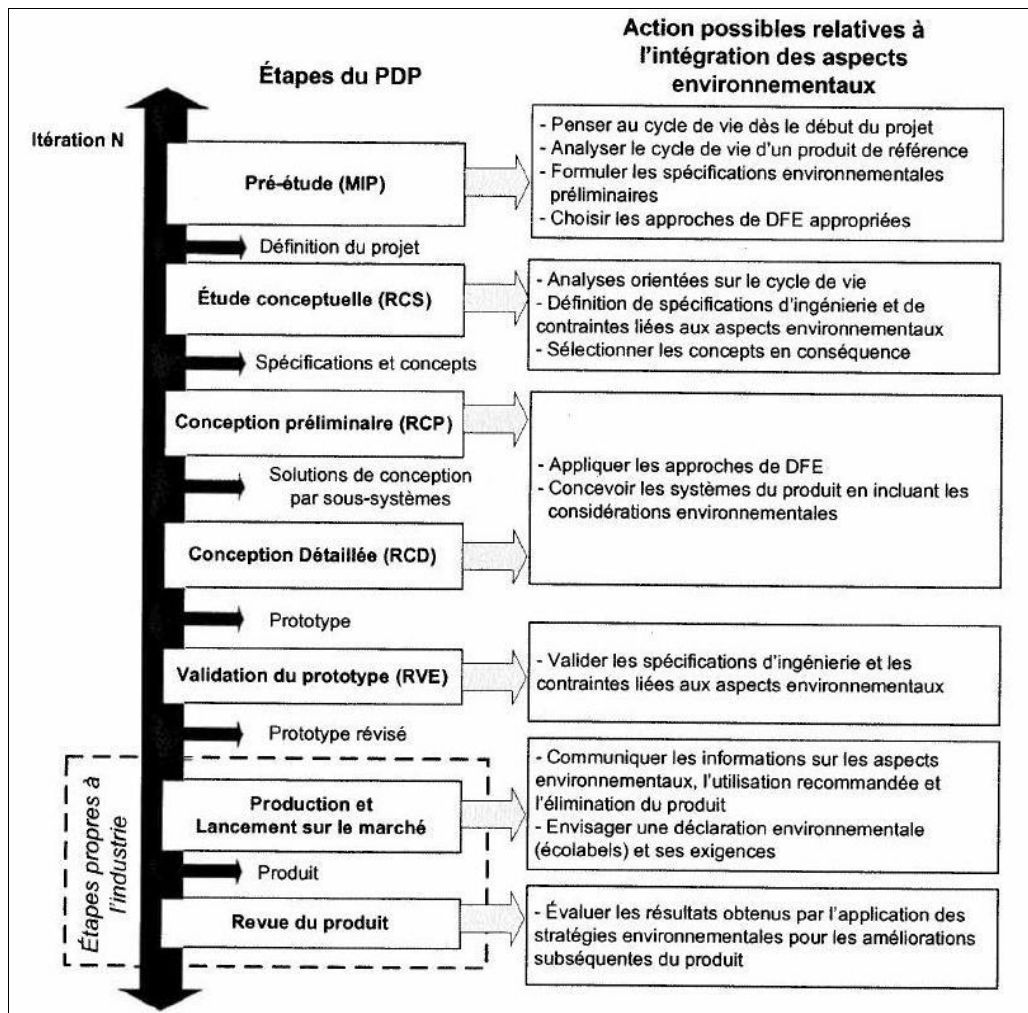 Étapes du PDP
Action possibles relatives à
l'intégration des aspects
environnementaux
Itération N
Pré-étude (MIP)
- Penser au cycle de vie dès le début du projet
- Analyser le cycle de vie d'un produit de référence
- Formuler les spécifications environnementales
préliminaires
- Choisir les approches de DFE appropriées
Définition du projet
Étude conceptuelle (RCS)
- Analyses orientées sur le cycle de vie
- Définition de spécifications d'ingénierie et de
contraintes liées aux aspects environnementaux
- Sélectionner les concepts en conséquence
Spécifications et concepts
Conception préliminaire (RCP)
Solutions de conception
par sous-systèmes
- Appliquer les approches de DFE
- Concevoir les systèmes du produit en incluant les
considérations environnementales
Conception Détaillée (RCD)
Prototype
Validation du prototype (RVE)
- Valider les spécifications d'ingénierie et les
contraintes liées aux aspects environnementaux
Prototype révisé
Étapes propres à
l'industrie
Production et
Lancement sur le marché
- Communiquer les informations sur les aspects
environnementaux, l'utilisation recommandée et
l'élimination du produit
- Envisager une déclaration environnementale
(écolabels) et ses exigences
Produit
Revue du produit
- Évaluer les résultats obtenus par l'application des
stratégies environnementales pour les améliorations
subséquentes du produit